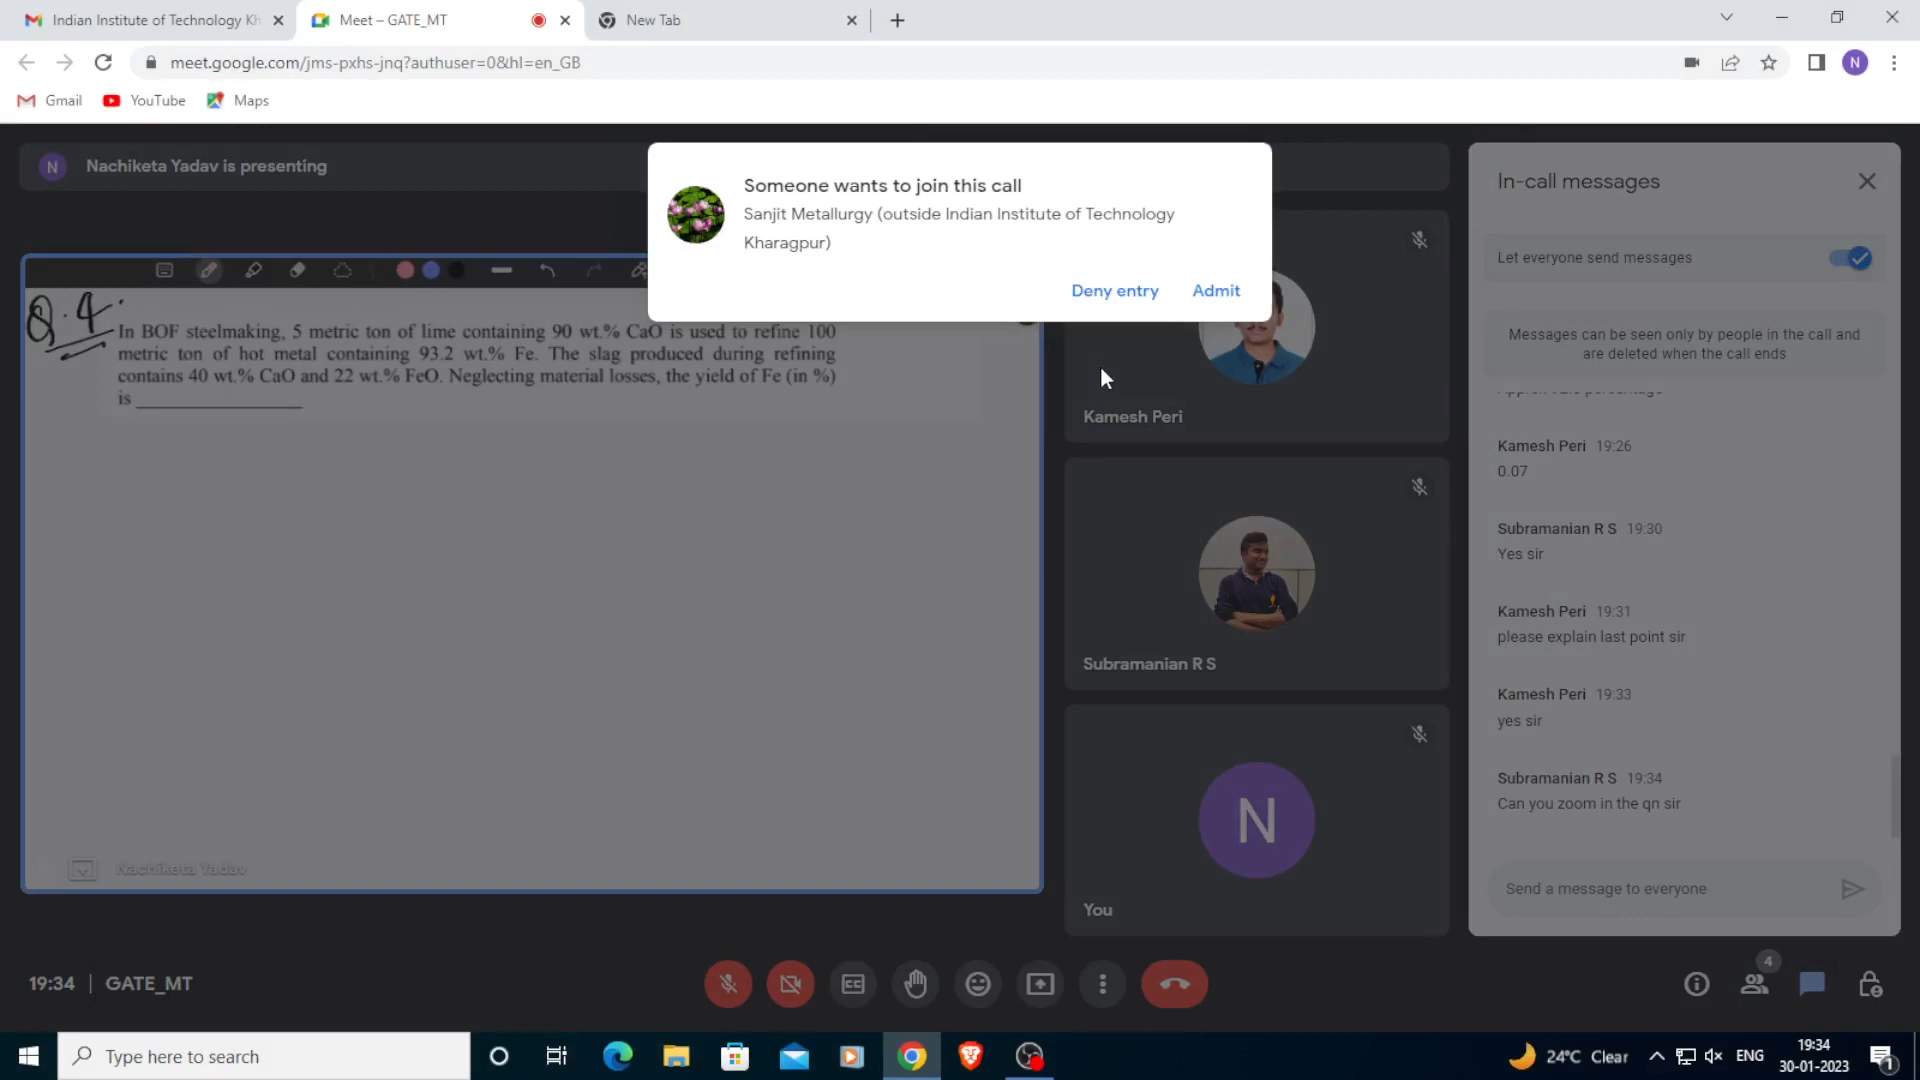 Indian Institute of Technology Kh
Meet – GATE_MT
New Tab
meet.google.com/jms-pxhs-jnq?authuser=0&hl=en_GB
N
Gmail
YouTube
Maps
N
Nachiketa Yadav is presenting
Someone wants to join this call
Sanjit Metallurgy (outside Indian Institute of Technology
Kharagpur)
Deny entry
Admit
Q.4.
In BOF steelmaking, 5 metric ton of lime containing 90 wt.% CaO is used to refine 100
metric ton of hot metal containing 93.2 wt.% Fe. The slag produced during refining
contains 40 wt.% CaO and 22 wt.% FeO. Neglecting material losses, the yield of Fe (in %)
is
Nachiketa Yadav
Kamesh Peri
Subramanian R S
N
You
In-call messages
Let everyone send messages
Messages can be seen only by people in the call and
are deleted when the call ends
Kamesh Peri 19:26
0.07
Subramanian R S 19:30
Yes sir
Kamesh Peri 19:31
please explain last point sir
Kamesh Peri 19:33
yes sir
Subramanian R S 19:34
Can you zoom in the qn sir
Send a message to everyone
19:34 | GATE_MT
CC
4
Type here to search
24°C Clear
ENG
19:34
30-01-2023
1